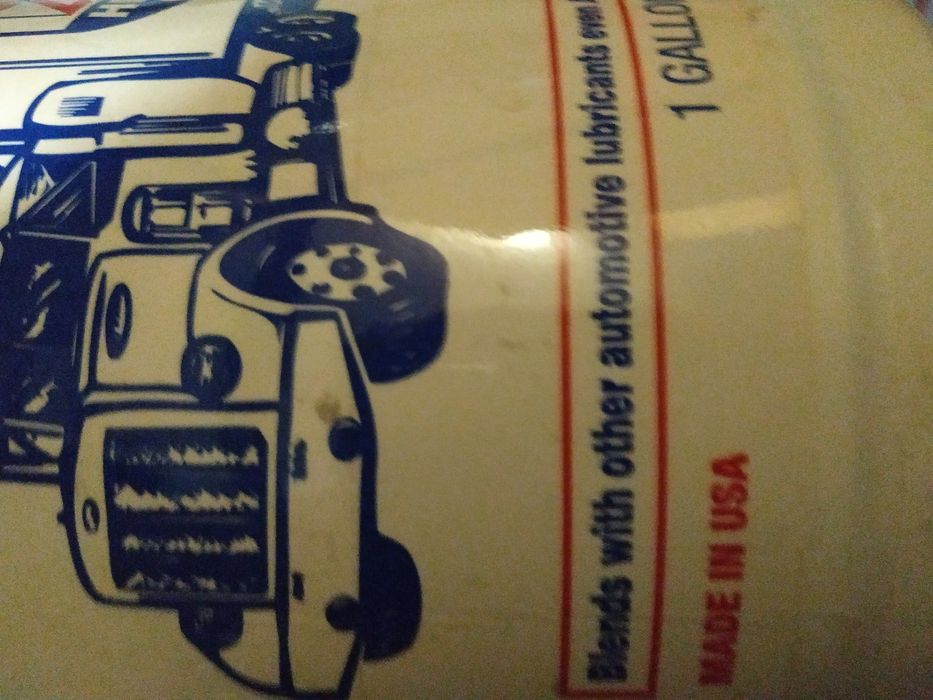 Blends with other automotive lubricants even
1 GALLO
MADE IN USA